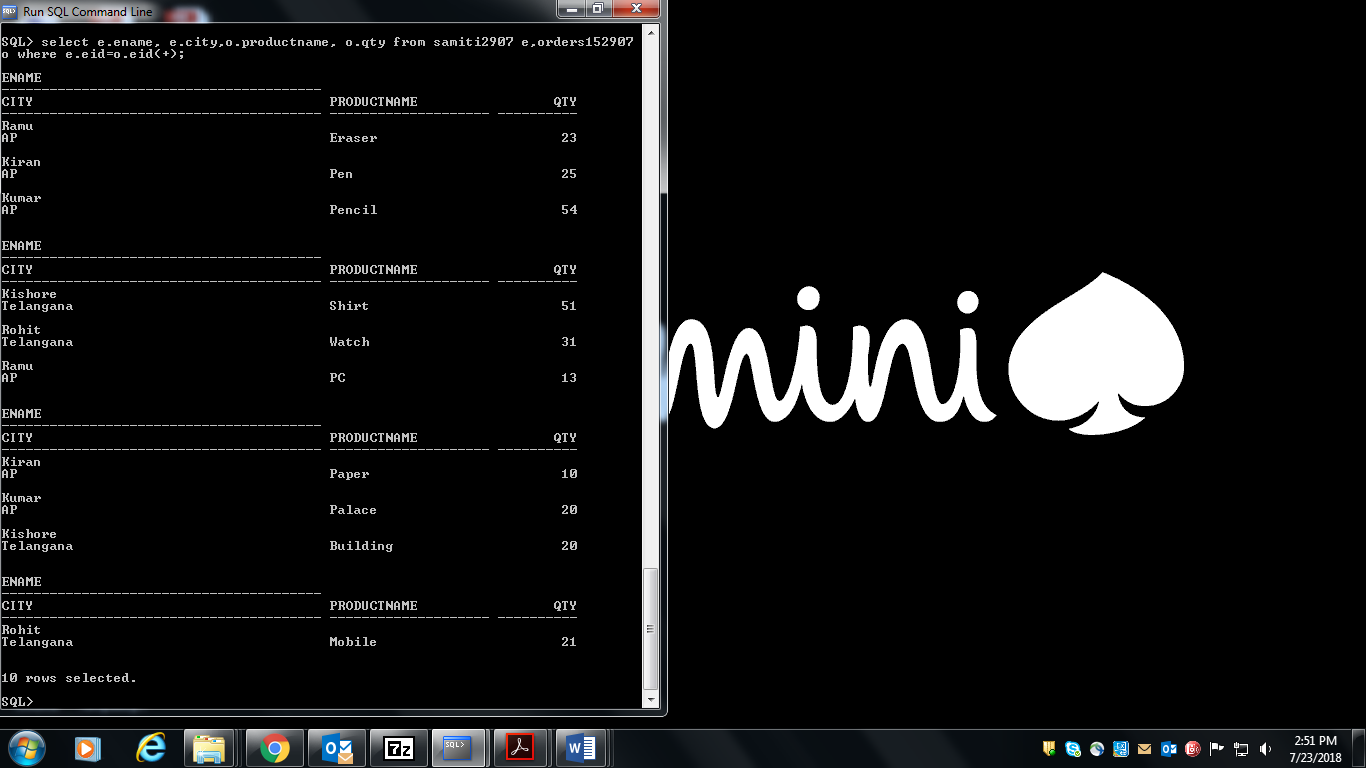 Run SQL Command Line
SQL> select e.ename, e.city,o.productname, o.qty from samiti2907 e,orders152907
o where e.eid=o.eid(+);
ENAME
----------------------------------------
CITY PRODUCTNAME QTY
---------------------------------------- -------------------- ----------
Ramu
AP Eraser 23
Kiran
AP Pen 25
Kumar
AP Pencil 54
ENAME
----------------------------------------
CITY PRODUCTNAME QTY
---------------------------------------- -------------------- ----------
Kishore
Telangana Shirt 51
Rohit
Telangana Watch 31
Ramu
AP PC 13
ENAME
----------------------------------------
CITY PRODUCTNAME QTY
---------------------------------------- -------------------- ----------
Kiran
AP Paper 10
Kumar
AP Palace 20
Kishore
Telangana Building 20
ENAME
----------------------------------------
CITY PRODUCTNAME QTY
---------------------------------------- -------------------- ----------
Rohit
Telangana Mobile 21
10 rows selected.
SQL>
mini
2:51 PM
7/23/2018